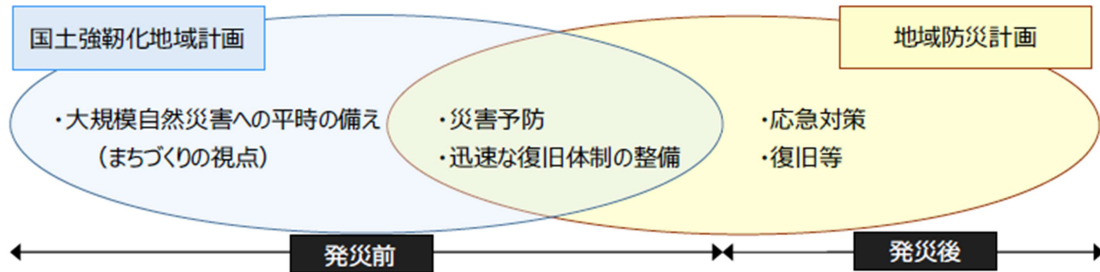 国土強靭化地域計画
地域防災計画
・大規模自然災害への平時の備え
（まちづくりの視点）
・災害予防
・迅速な復旧体制の整備
・応急対策
・復旧等
発災前
発災後